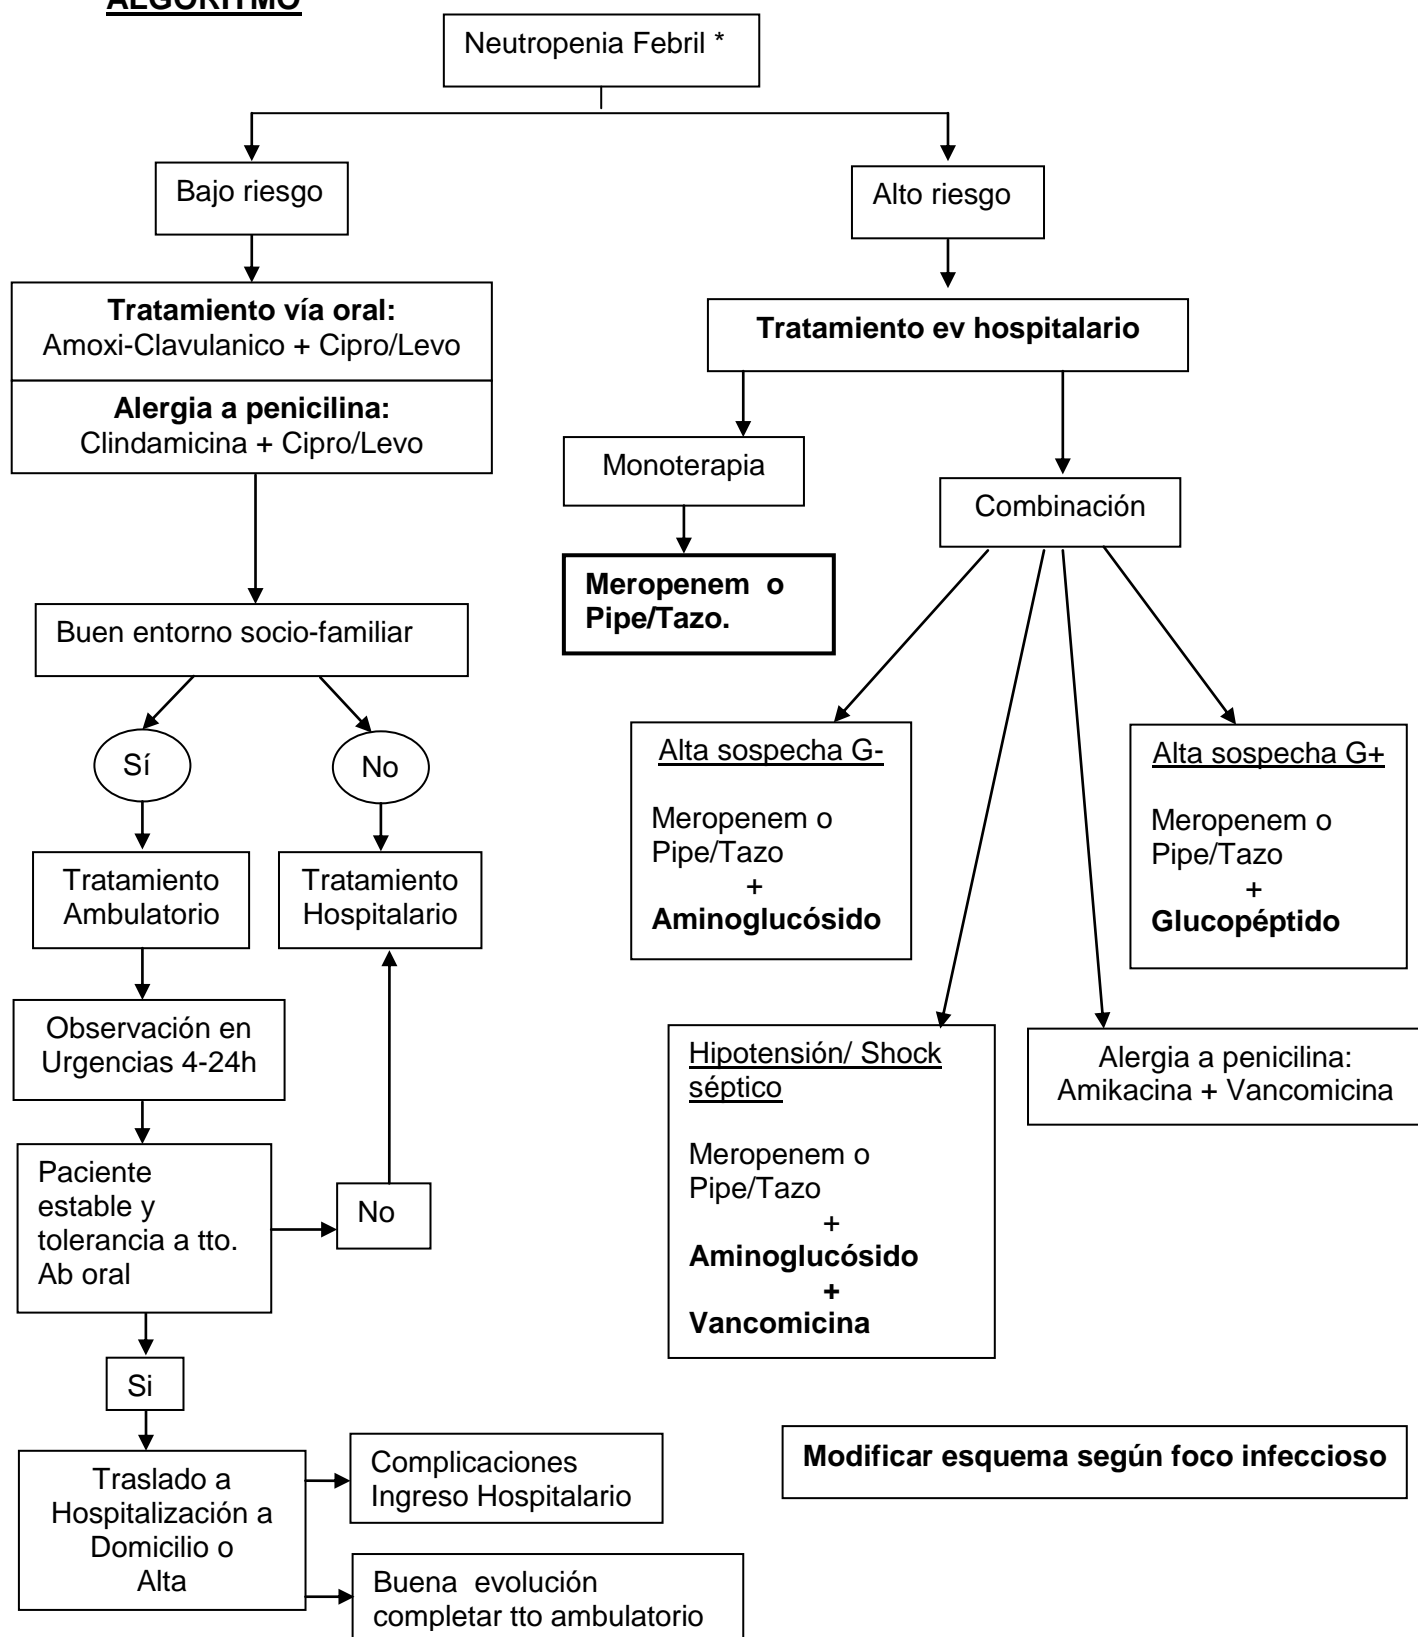 ALGORITMO
Neutropenia Febril *
Bajo riesgo
Alto riesgo
Tratamiento vía oral:
Amoxi-Clavulanico + Cipro/Levo
Alergia a penicilina:
Clindamicina + Cipro/Levo
Tratamiento ev hospitalario
Monoterapia
Combinación
Meropenem o
Pipe/Tazo.
Buen entorno socio-familiar
Sí
No
Tratamiento
Ambulatorio
Tratamiento
Hospitalario
Alta sospecha G-
Meropenem o
Pipe/Tazo
+
Aminoglucósido
Alta sospecha G+
Meropenem o
Pipe/Tazo
+
Glucopéptido
Observación en
Urgencias 4-24h
Hipotensión/ Shock
séptico
Meropenem o
Pipe/Tazo
+
Aminoglucósido
+
Vancomicina
Alergia a penicilina:
Amikacina + Vancomicina
Paciente
estable y
tolerancia a tto.
Ab oral
No
Si
Traslado a
Hospitalización a
Domicilio o
Alta
Complicaciones
Ingreso Hospitalario
Buena evolución
completar tto ambulatorio
Modificar esquema según foco infeccioso